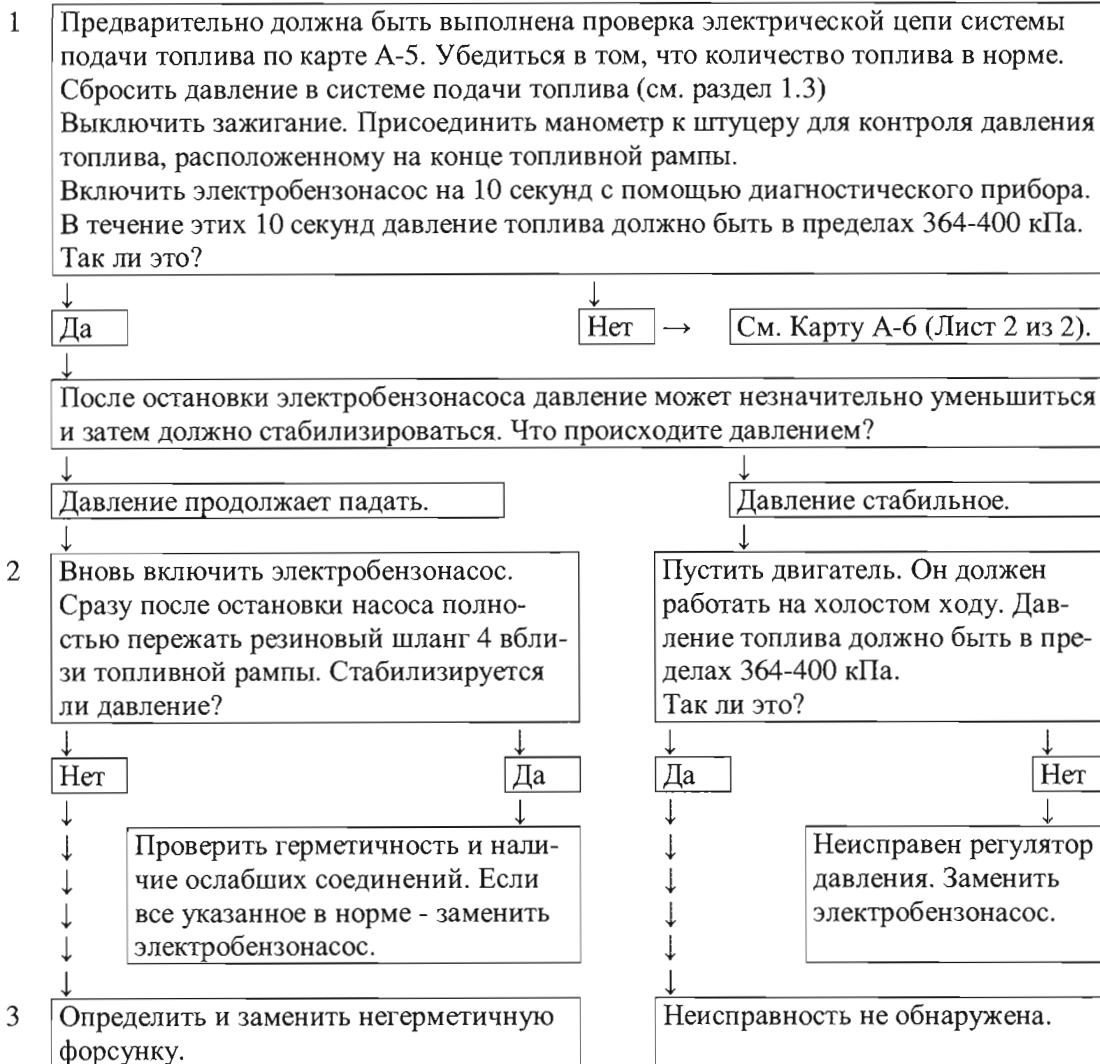 1 Предварительно должна быть выполнена проверка электрической цепи системы
подачи топлива по карте А-5. Убедиться в том, что количество топлива в норме.
Сбросить давление в системе подачи топлива (см. раздел 1.3)
Выключить зажигание. Присоединить манометр к штуцеру для контроля давления
топлива, расположенному на конце топливной рампы.
Включить электробензонасос на 10 секунд с помощью диагностического прибора.
В течение этих 10 секунд давление топлива должно быть в пределах 364-400 кПа.
Так ли это?
↓ ↓
Да Нет → См. Карту А-6 (Лист 2 из 2).
↓
После остановки электробензонасоса давление может незначительно уменьшиться
и затем должно стабилизироваться. Что происходите давлением?
↓ ↓
Давление продолжает падать. Давление стабильное.
↓ ↓
2 Вновь включить электробензонасос.
Сразу после остановки насоса полно-
стью пережать резиновый шланг 4 вбли-
зи топливной рампы. Стабилизируется
ли давление?
Пустить двигатель. Он должен
работать на холостом ходу. Дав-
ление топлива должно быть в пре-
делах 364-400 кПа.
Так ли это?
↓ ↓ ↓ ↓
Нет Да Да Нет
↓ ↓ ↓ ↓
Проверить герметичность и нали-
чие ослабших соединений. Если
все указанное в норме - заменить
электробензонасос.
Неисправен регулятор
давления. Заменить
электробензонасос.
↓ ↓
↓ ↓
↓ ↓
↓ ↓
↓ ↓
3 Определить и заменить негерметичную
форсунку.
Неисправность не обнаружена.